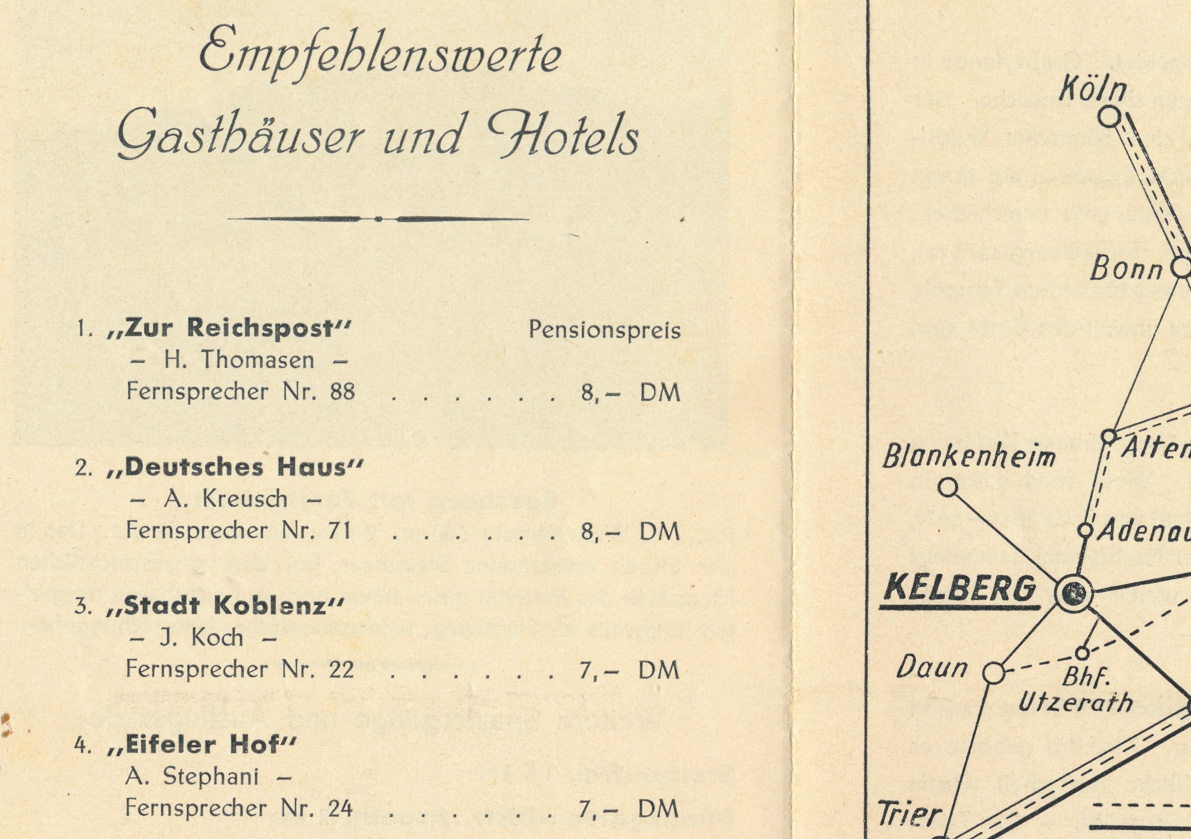 Empfehlenswerte
Gasthäuser und Hotels
1. „Zur Reichspost“ Pensionspreis
– H. Thomasen –
Fernsprecher Nr. 88 . . . . . . 8,– DM
2. „Deutsches Haus“
– A. Kreusch –
Fernsprecher Nr. 71 . . . . . . 8,– DM
3. „Stadt Koblenz“
– J. Koch –
Fernsprecher Nr. 22 . . . . . . 7,– DM
4. „Eifeler Hof“
A. Stephani –
Fernsprecher Nr. 24 7,– DM
Köln
Bonn
Alten
Blankenheim
Adenau
KELBERG
Daun
Bhf.
Utzerath
Trier